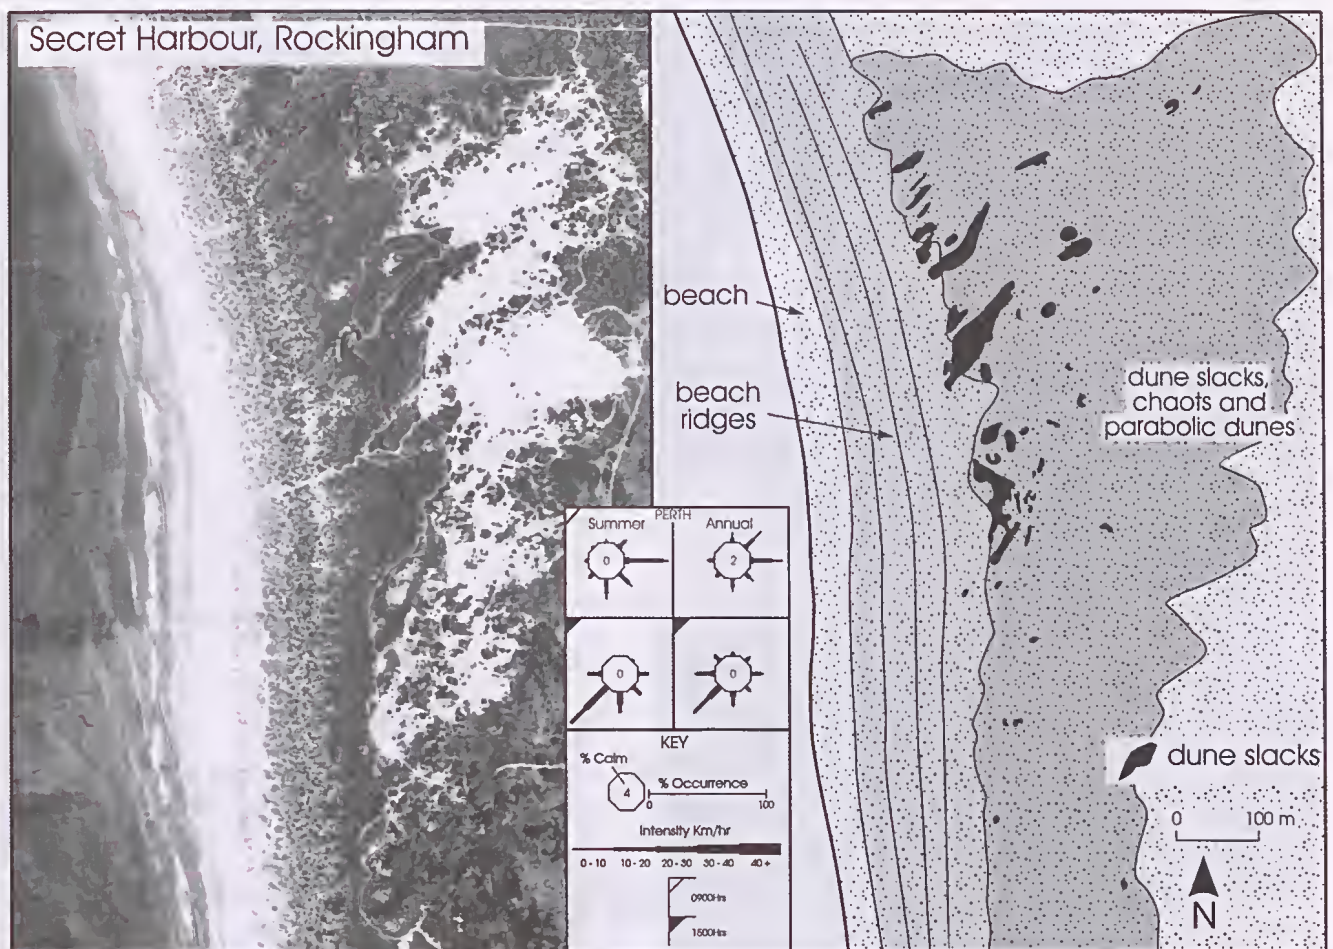 Secret Harbour, Rockingham
beach
beach
ridges
dune slacks,
chaots and
parabolic dunes
dune slacks
0 100 m
N
PERTH
Summer Annual
0 2
0 0
KEY
% Calm
4
% Occurrence
0 100
Intensity Km/hr
0 - 10 10 - 20 20 - 30 30 - 40 40 +
0900Hrs
1500Hrs